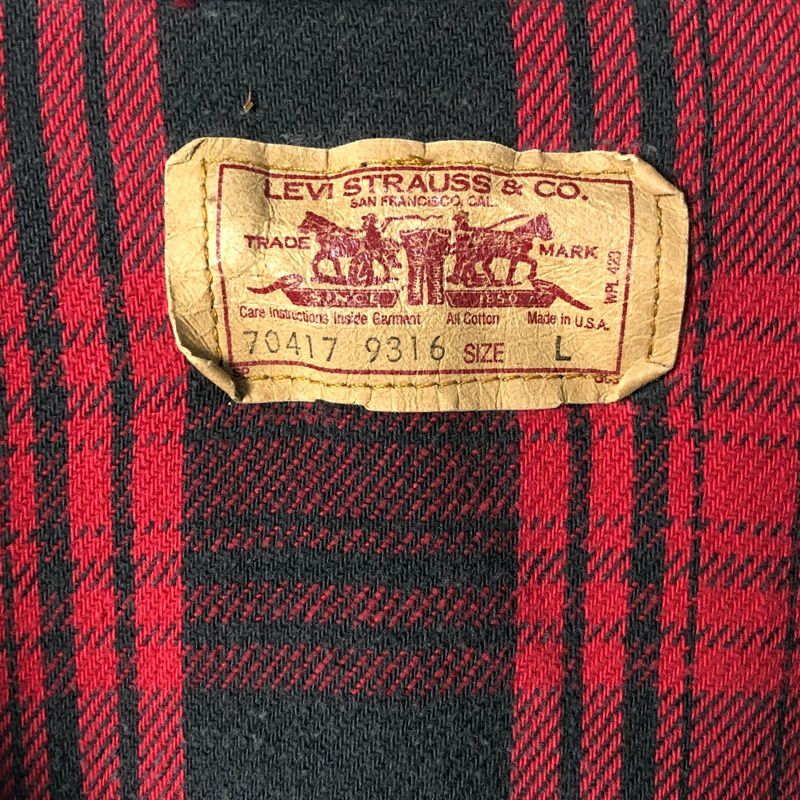 LEVI STRAUSS & CO.
SAN FRANCISCO, CAL.
TRADE MARK
WPL 423
Care Instructions Inside Garment All Cotton Made in U.S.A.
70417 9316 SIZE L